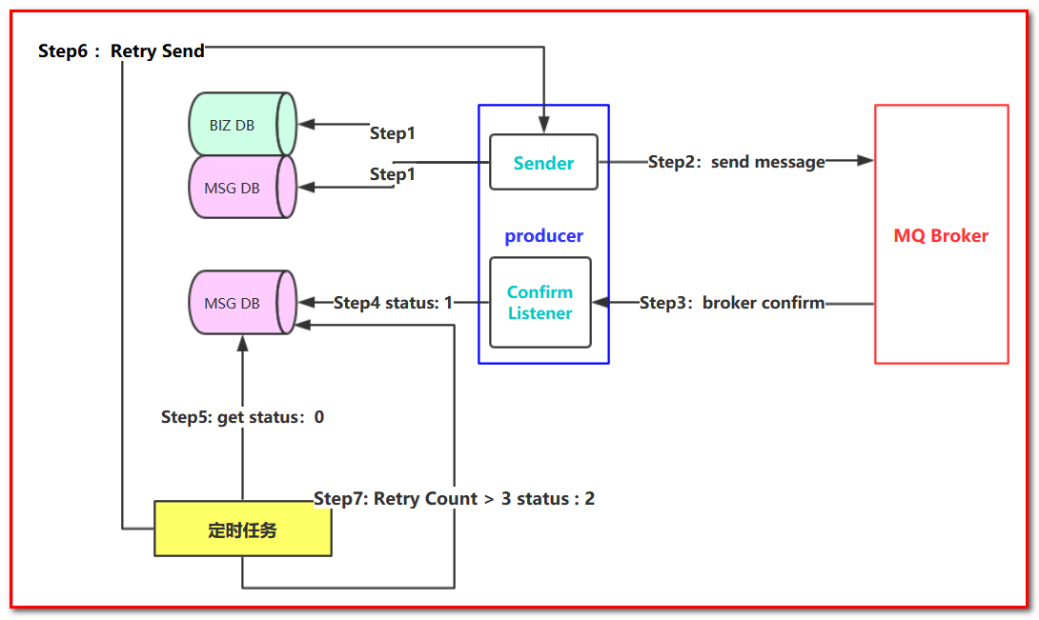 Step6： Retry Send
BIZ DB
Step1
MSG DB
Step1
Sender
Step2：send message
producer
MQ Broker
MSG DB
Step4 status: 1
Confirm
Listener
Step3：broker confirm
Step5: get status：0
Step7: Retry Count > 3 status : 2
定时任务